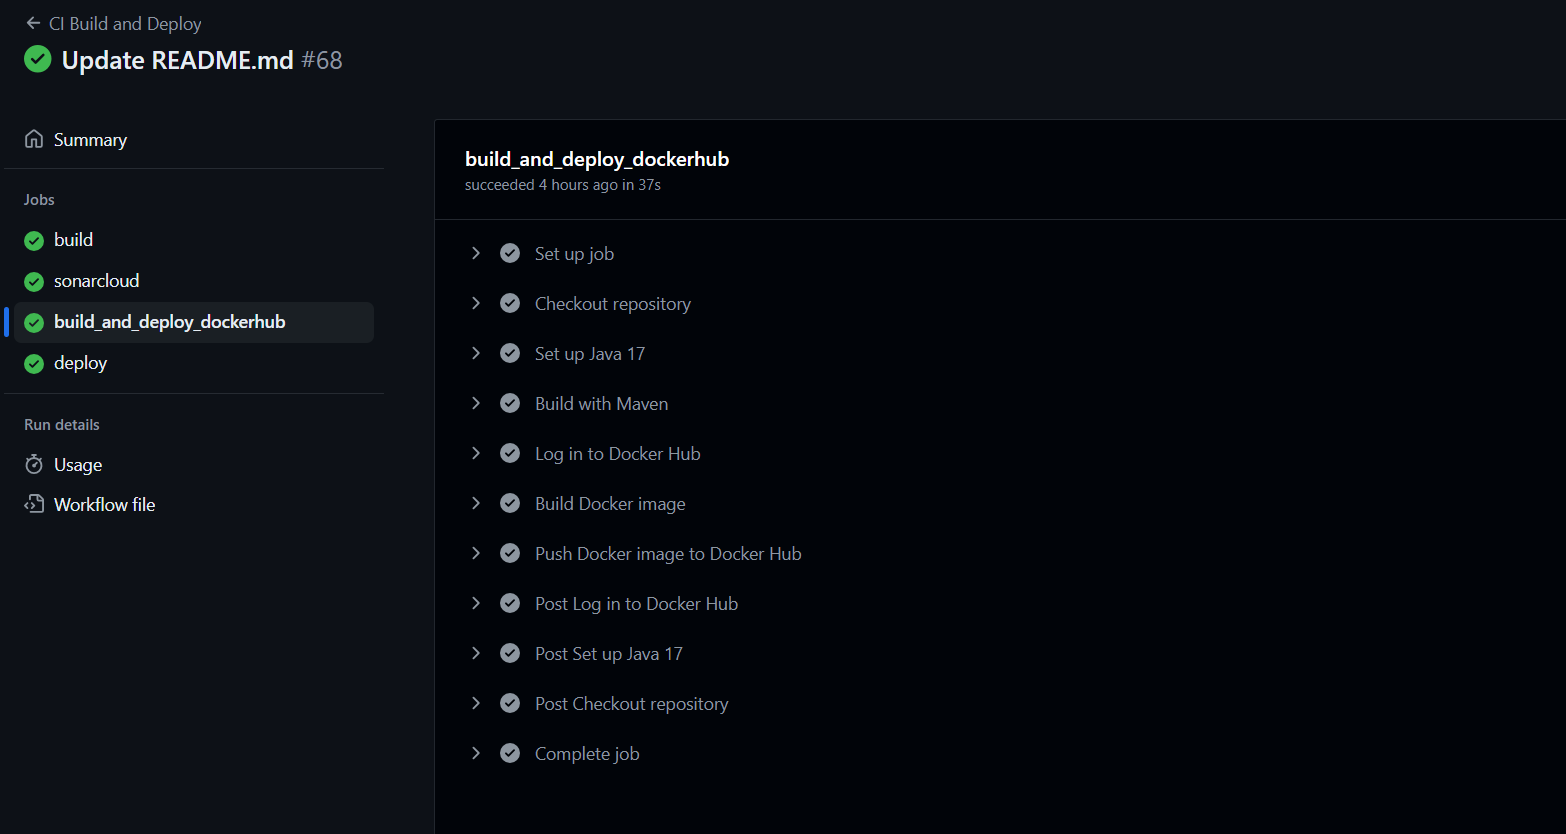 CI Build and Deploy
Update README.md #68
Summary
Jobs
build
sonarcloud
build_and_deploy_dockerhub
deploy
Run details
Usage
Workflow file
build_and_deploy_dockerhub
succeeded 4 hours ago in 37s
Set up job
Checkout repository
Set up Java 17
Build with Maven
Log in to Docker Hub
Build Docker image
Push Docker image to Docker Hub
Post Log in to Docker Hub
Post Set up Java 17
Post Checkout repository
Complete job